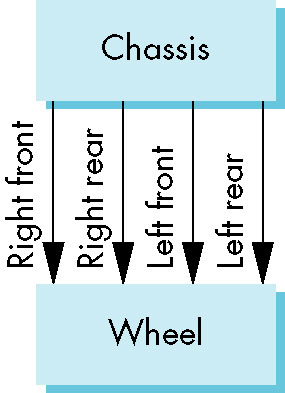 Chassis
Right front
Right rear
Left front
Left rear
Wheel